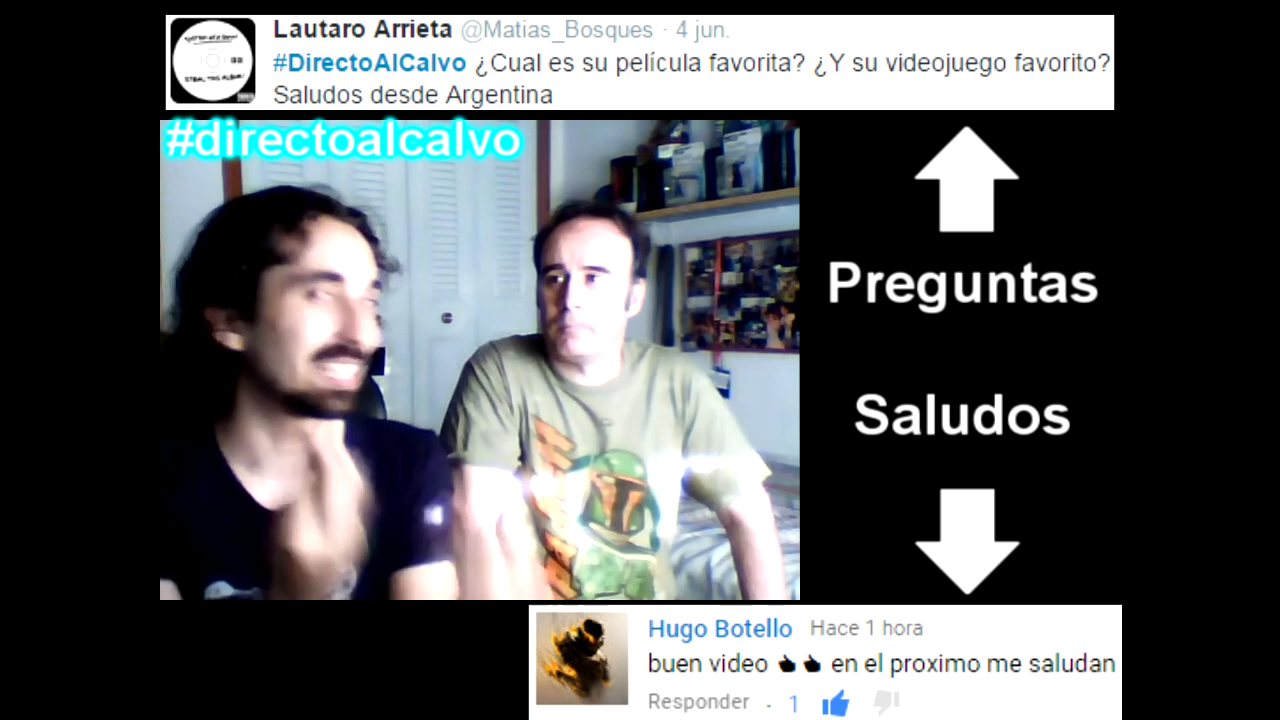 Lautaro Arrieta @Matias_Bosques · 4 jun.
#DirectoAlCalvo ¿Cual es su película favorita? ¿Y su videojuego favorito?
Saludos desde Argentina
#directoalcalvo
Preguntas
Saludos
Hugo Botello Hace 1 hora
buen video en el proximo me saludan
Responder · 1